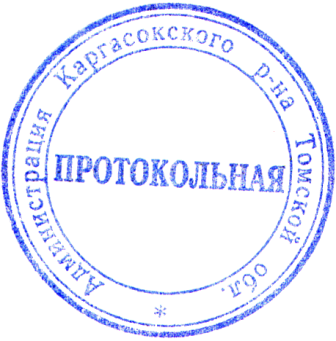 Администрация Каргасокского р-на Томской обл.
ПРОТОКОЛЬНАЯ
*